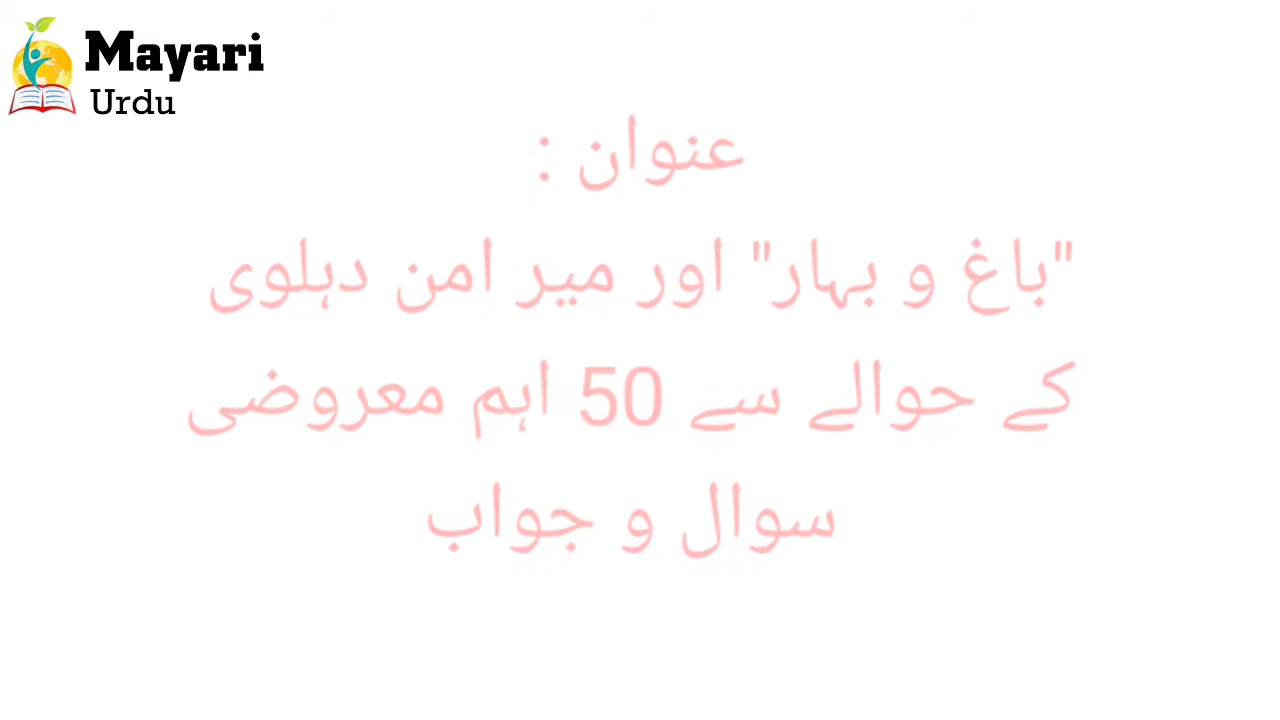 Mayari
Urdu
عنوان :
"باغ و بہار" اور میر امن دہلوی
کے حوالے سے 50 اہم معروضی
سوال و جواب